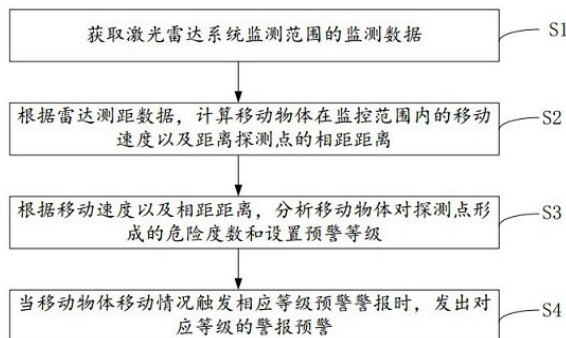 获取激光雷达系统监测范围的监测数据
S1
根据雷达测距数据，计算移动物体在监控范围内的移动
速度以及距离探测点的相距距离
S2
根据移动速度以及相距距离，分析移动物体对探测点形
成的危险度数和设置预警等级
S3
当移动物体移动情况触发相应等级预警警报时，发出对
应等级的警报预警
S4